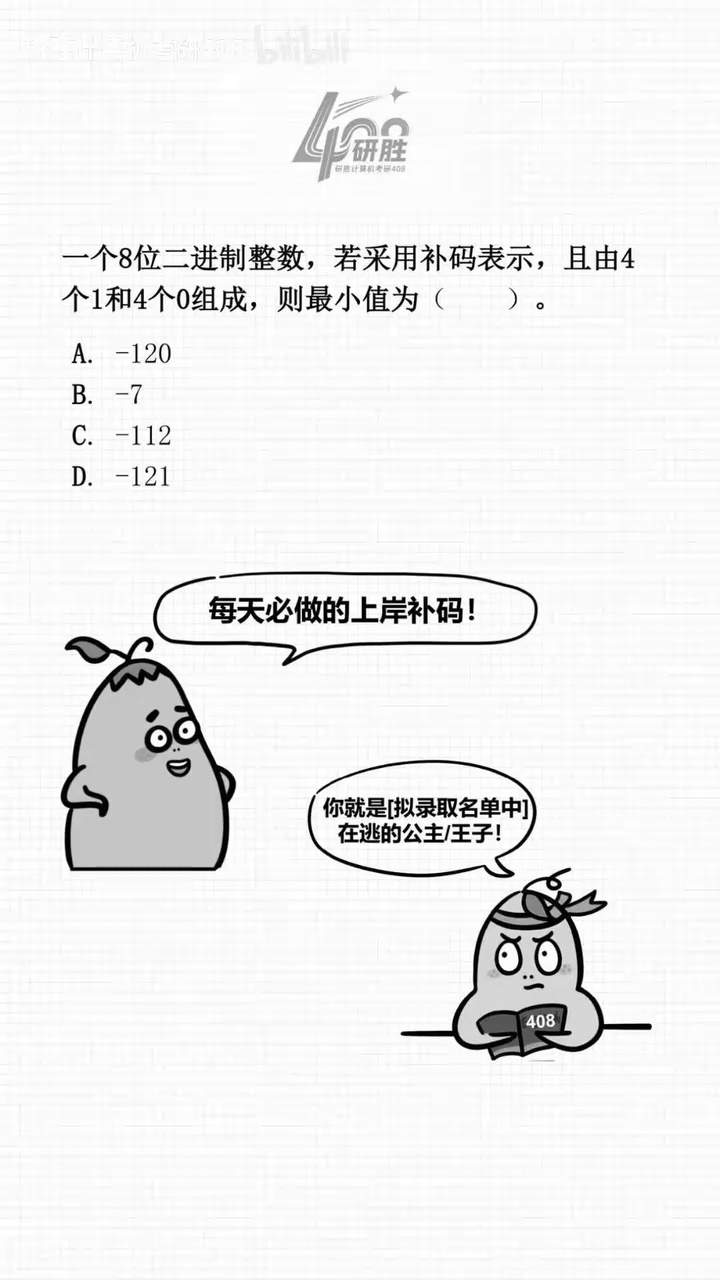 bilibili
408
研胜
研胜计算机考研408
一个8位二进制整数，若采用补码表示，且由4
个1和4个0组成，则最小值为（　　）。
A. -120
B. -7
C. -112
D. -121
每天必做的上岸补码！
你就是[拟录取名单中]
在逃的公主/王子！
408